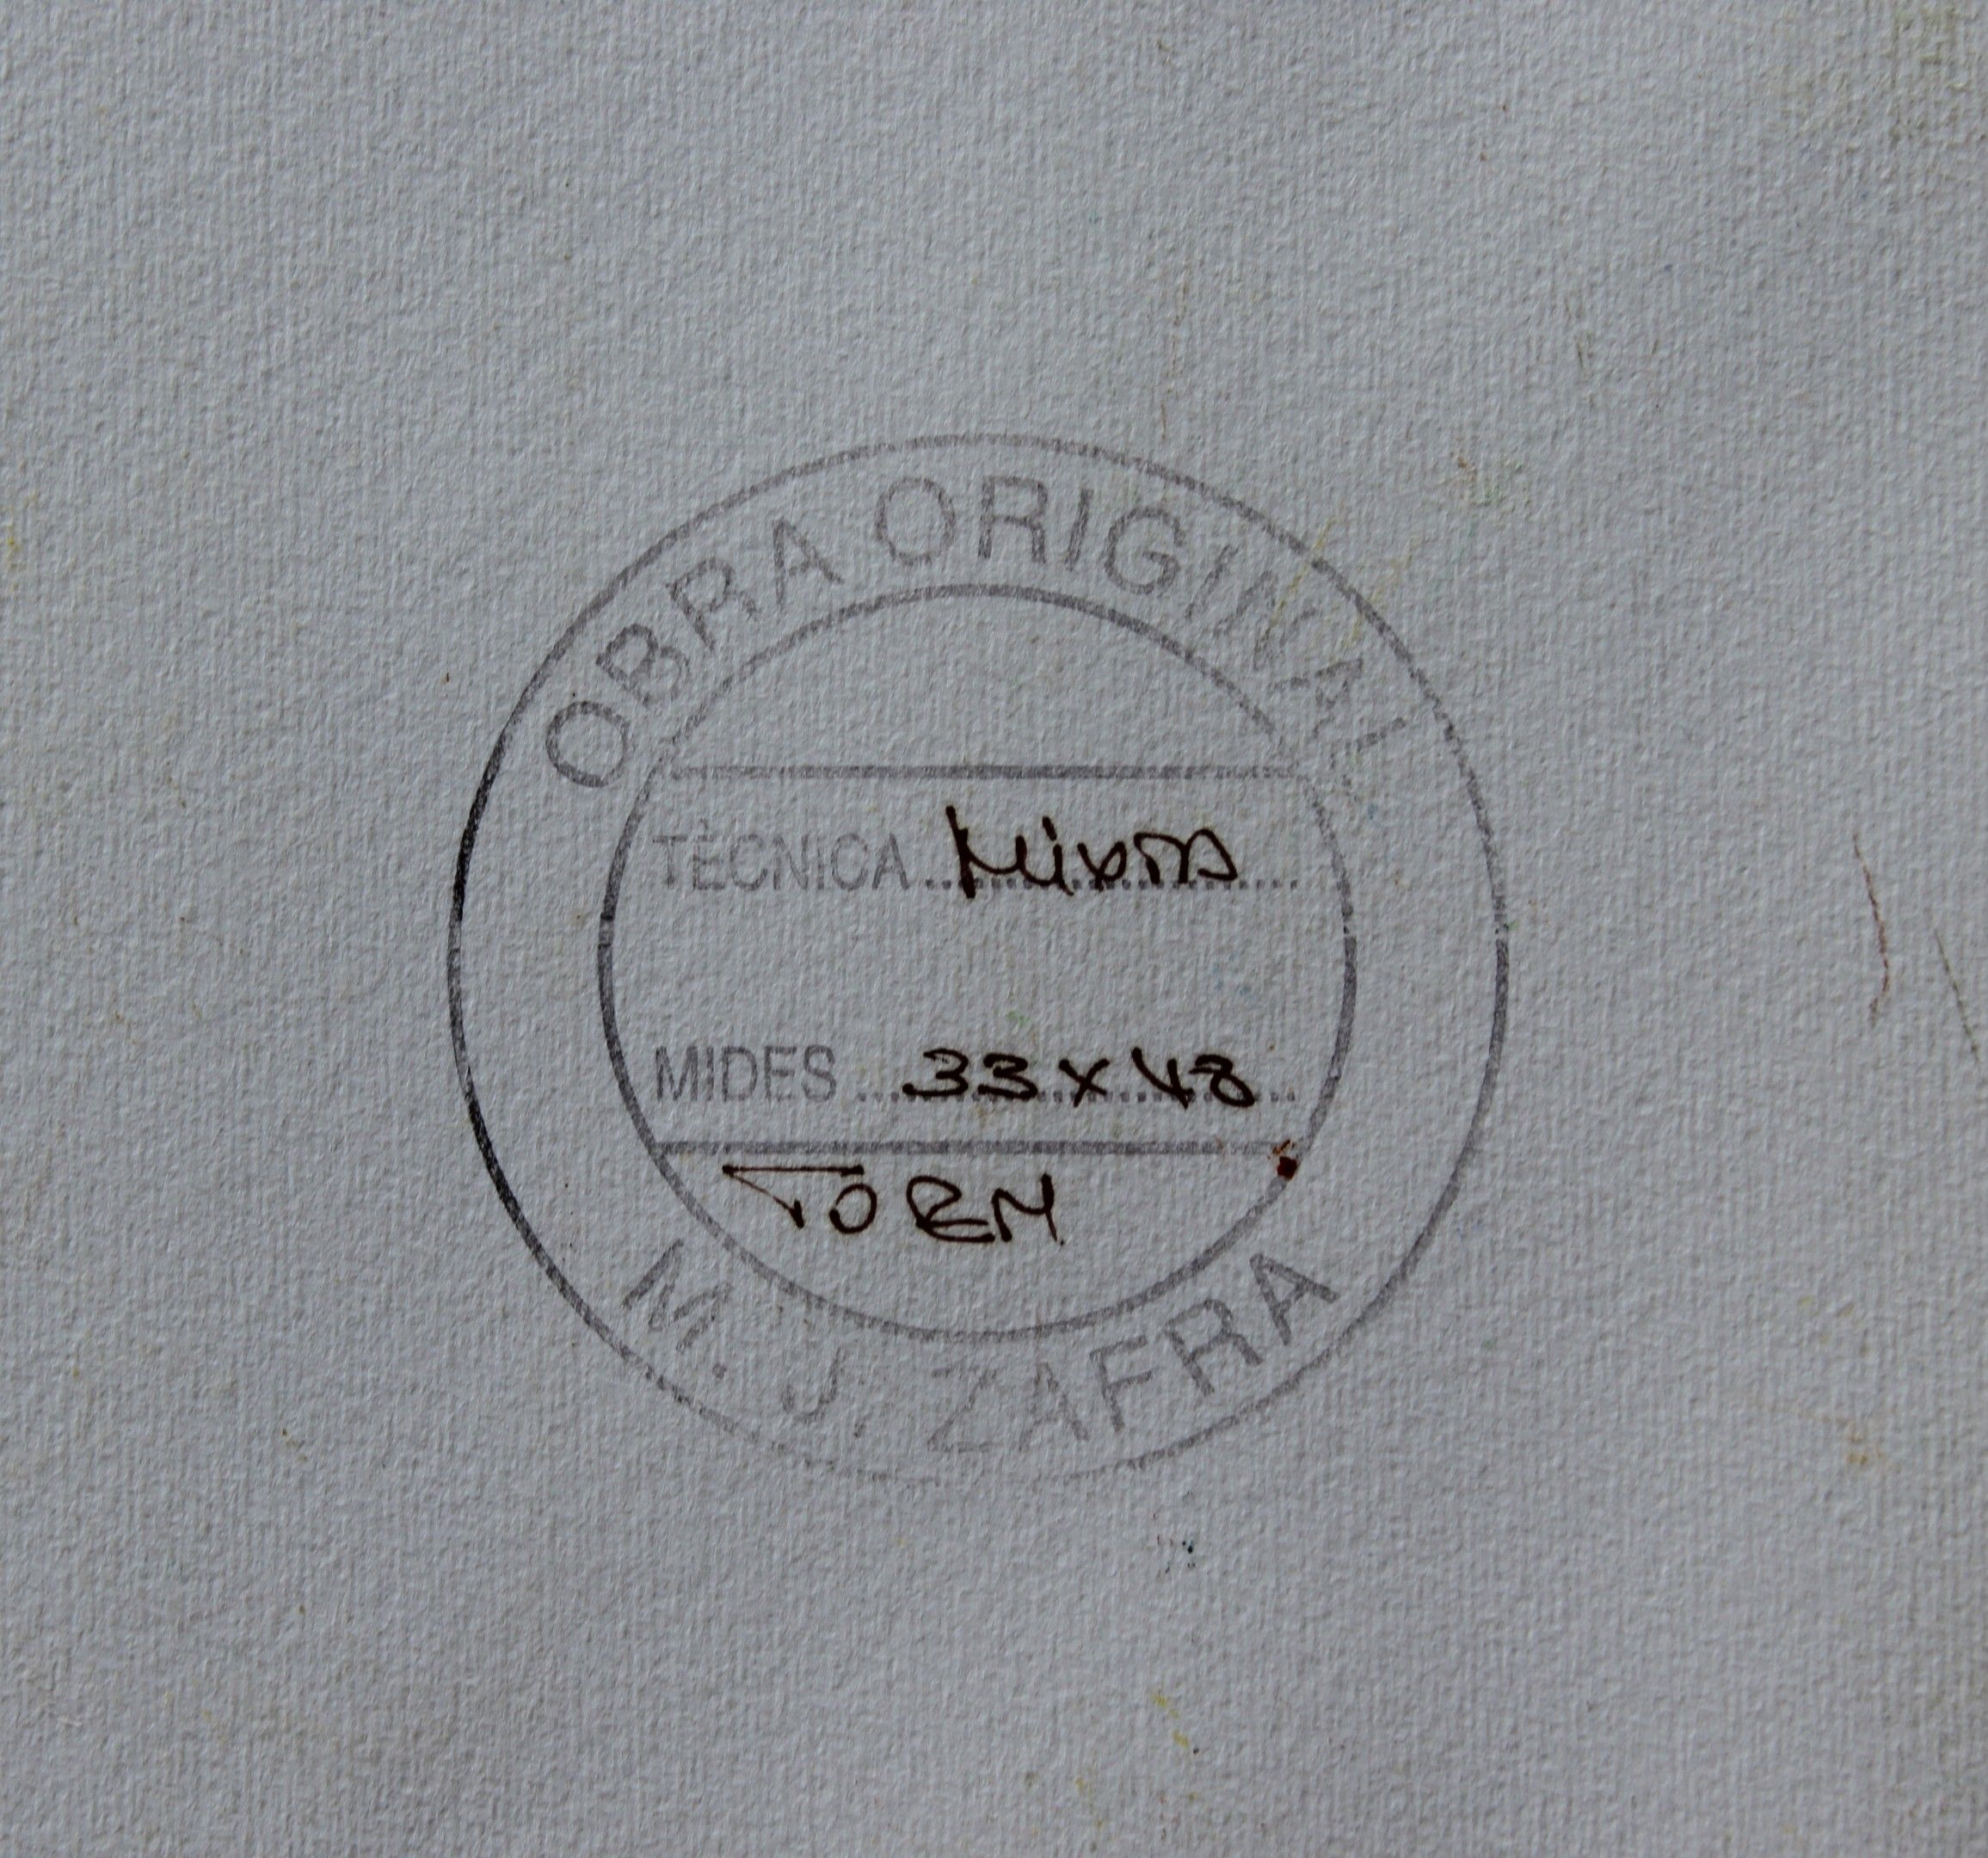 OBRA ORIGINAL
TÈCNICA ... Mixta
MIDES ... 33 x 48
M. J. ZAFRA